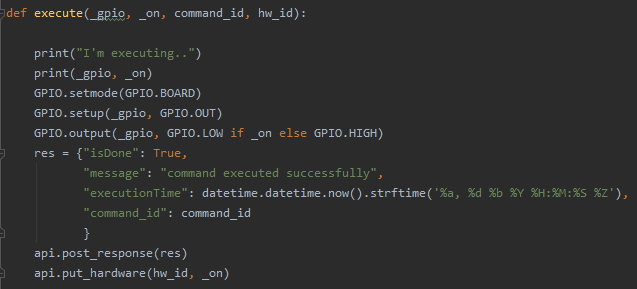 def execute(_gpio, _on, command_id, hw_id):
print("I'm executing..")
print(_gpio, _on)
GPIO.setmode(GPIO.BOARD)
GPIO.setup(_gpio, GPIO.OUT)
GPIO.output(_gpio, GPIO.LOW if _on else GPIO.HIGH)
res = {"isDone": True,
"message": "command executed successfully",
"executionTime": datetime.datetime.now().strftime('%a, %d %b %Y %H:%M:%S %Z'),
"command_id": command_id
}
api.post_response(res)
api.put_hardware(hw_id, _on)